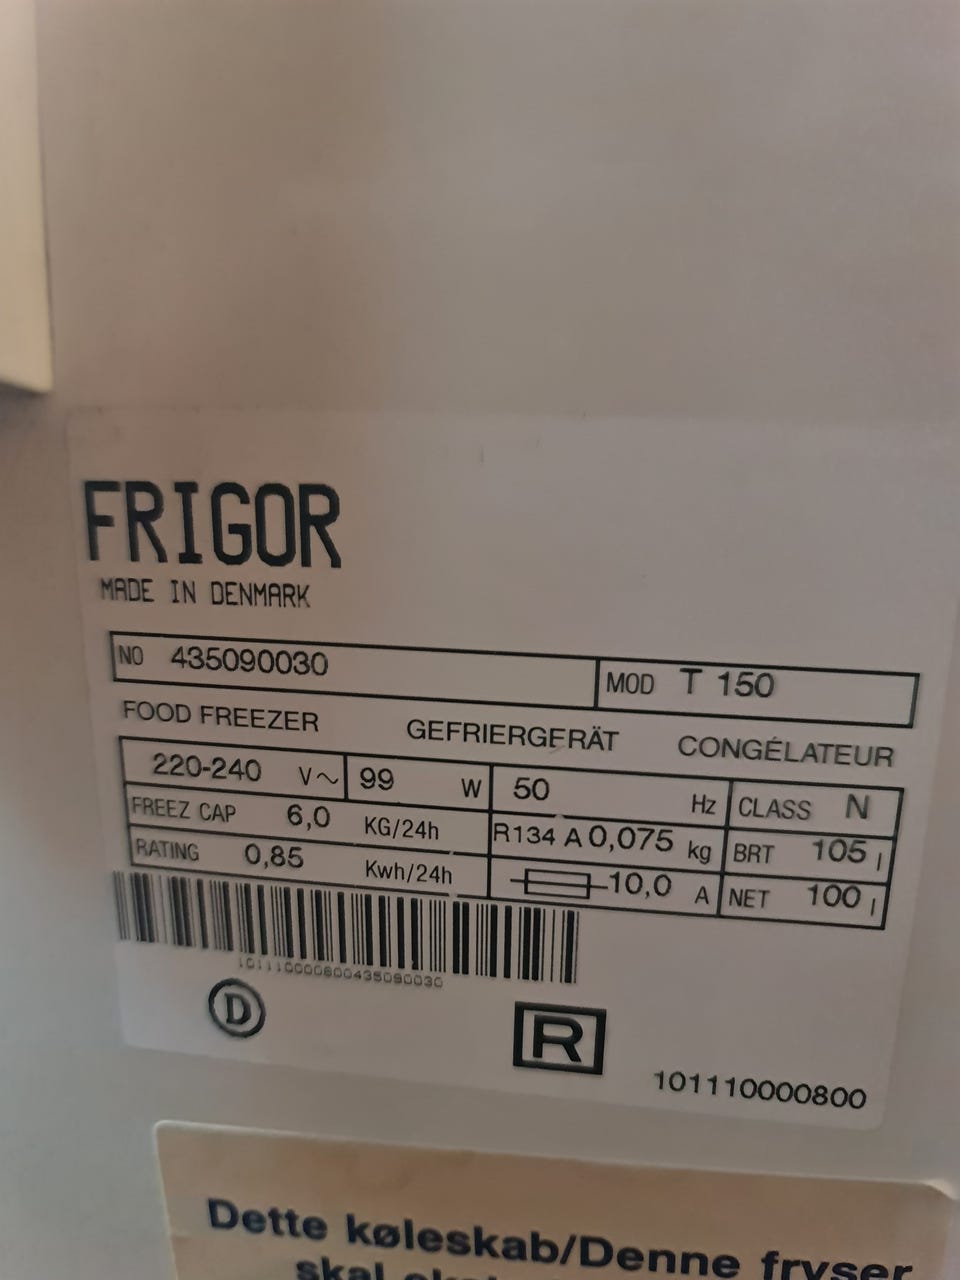 FRIGOR
MADE IN DENMARK
NO 435090030 MOD T 150
FOOD FREEZER GEFRIERGERÄT CONGÉLATEUR
220-240 V~ 99 W 50 Hz CLASS N
FREEZ CAP 6,0 KG/24h R134 A 0,075 kg BRT 105 l
RATING 0,85 Kwh/24h 10,0 A NET 100 l
101110000800435090030
D R
101110000800
Dette køleskab/Denne fryser
skal